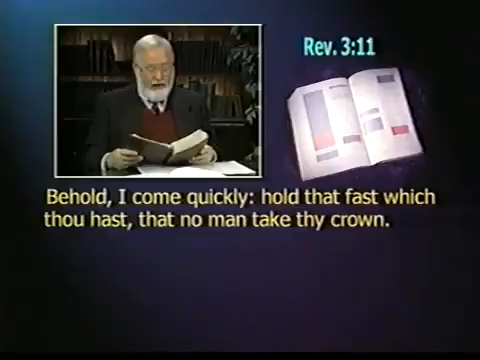 Rev. 3:11
Behold, I come quickly: hold that fast which
thou hast, that no man take thy crown.